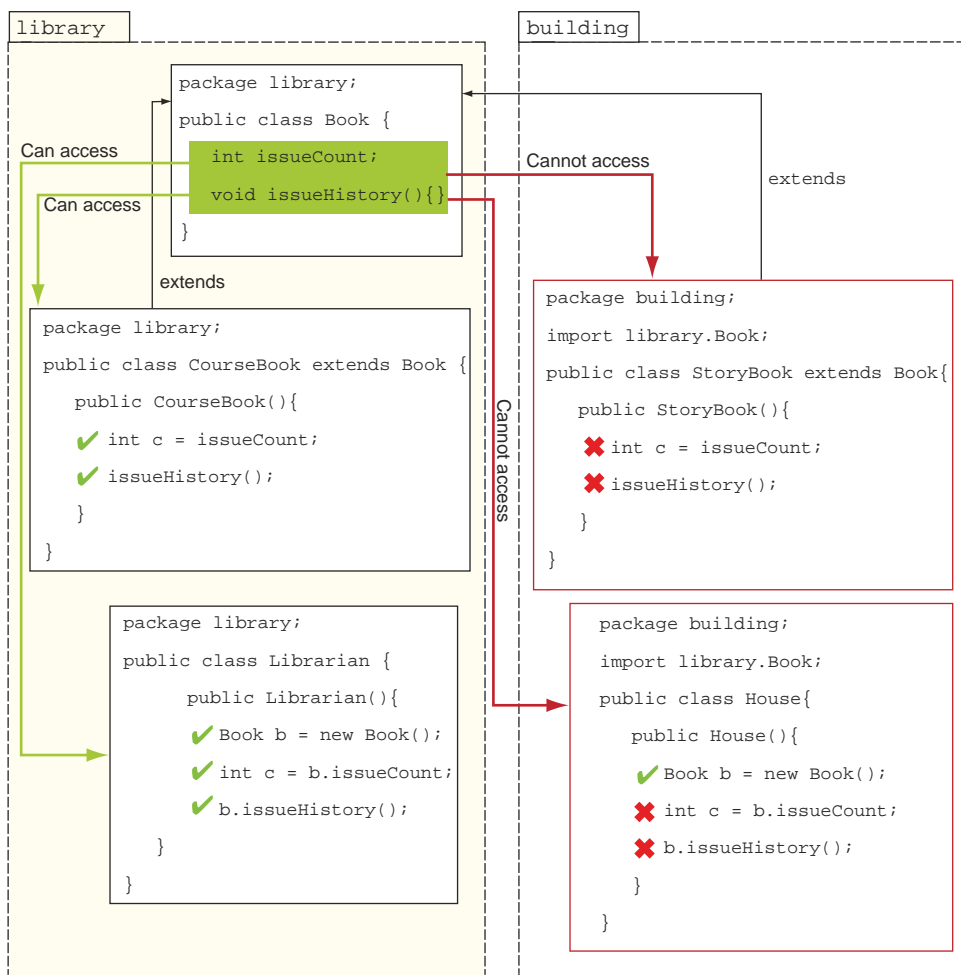 library
package library;
public class Book {
int issueCount;
void issueHistory(){}
}
Can access
Can access
extends
package library;
public class CourseBook extends Book {
public CourseBook(){
int c = issueCount;
issueHistory();
}
}
package library;
public class Librarian {
public Librarian(){
Book b = new Book();
int c = b.issueCount;
b.issueHistory();
}
}
building
Cannot access
extends
Cannot access
package building;
import library.Book;
public class StoryBook extends Book{
public StoryBook(){
int c = issueCount;
issueHistory();
}
}
package building;
import library.Book;
public class House{
public House(){
Book b = new Book();
int c = b.issueCount;
b.issueHistory();
}
}